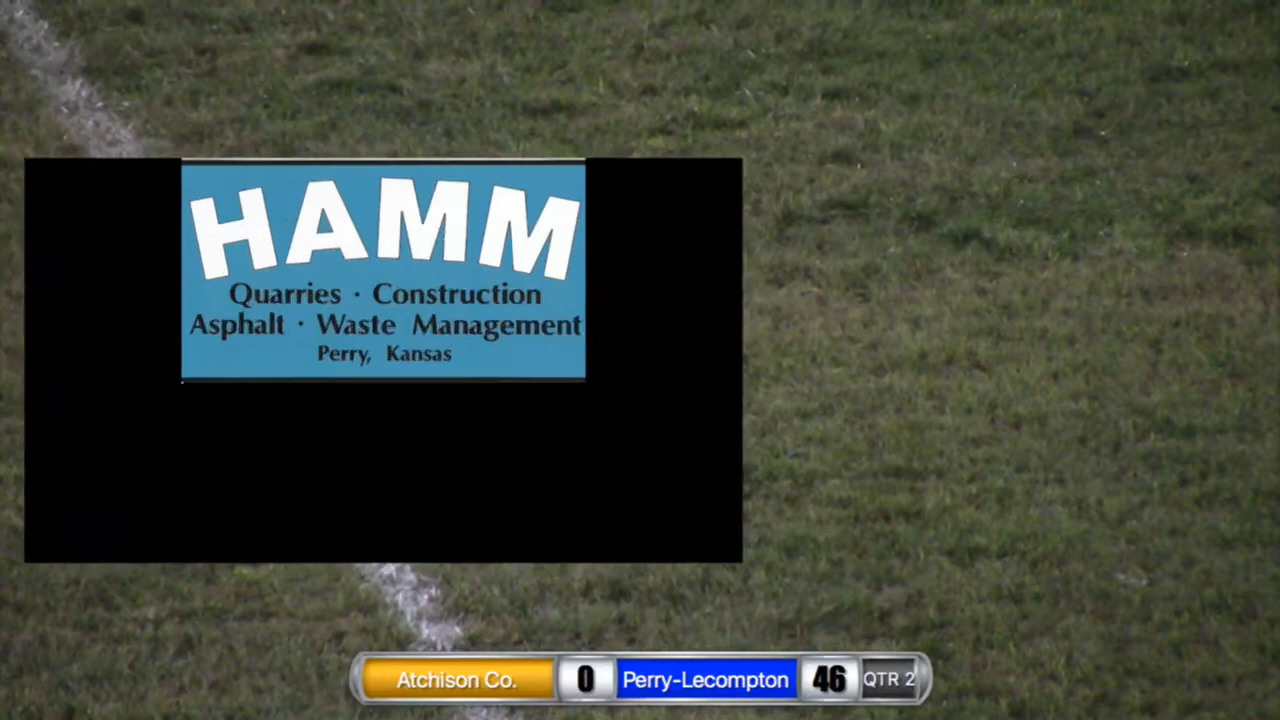 HAMM
Quarries · Construction
Asphalt · Waste Management
Perry, Kansas
Atchison Co. 0 Perry-Lecompton 46 QTR 2